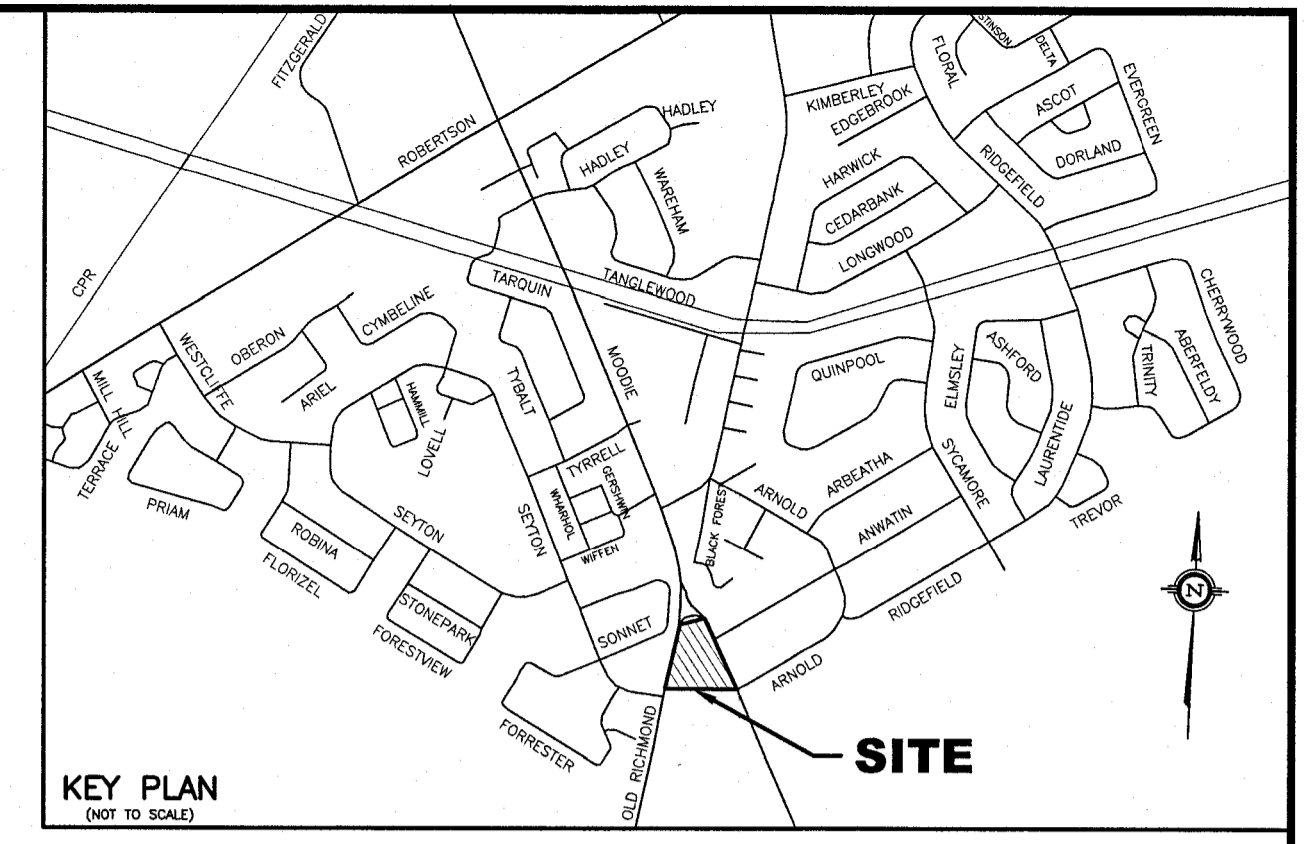 FITZGERALD
STINSON
DELTA
FLORAL
EVERGREEN
KIMBERLEY
EDGEBROOK
ASCOT
HADLEY
ROBERTSON
HADLEY
DORLAND
HARWICK
RIDGEFIELD
WAREHAM
CEDARBANK
LONGWOOD
CPR
TARQUIN
TANGLEWOOD
CHERRYWOOD
CYMBELINE
OBERON
WESTCLIFFE
MOODIE
ASHFORD
QUINPOOL
ELMSLEY
TRINITY
ABERFELDY
MILL HILL
ARIEL
HAMMILL
TYBALT
LOVELL
TERRACE
PRIAM
TYRRELL
GERSHWIN
WHARHOL
ARBEATHA
SYCAMORE
LAURENTIDE
ARNOLD
BLACK FOREST
ANWATIN
TREVOR
SEYTON
SEYTON
ROBINA
FLORIZEL
WIFFEN
STONEPARK
FORESTVIEW
SONNET
RIDGEFIELD
N
ARNOLD
FORRESTER
OLD RICHMOND
SITE
KEY PLAN
(NOT TO SCALE)